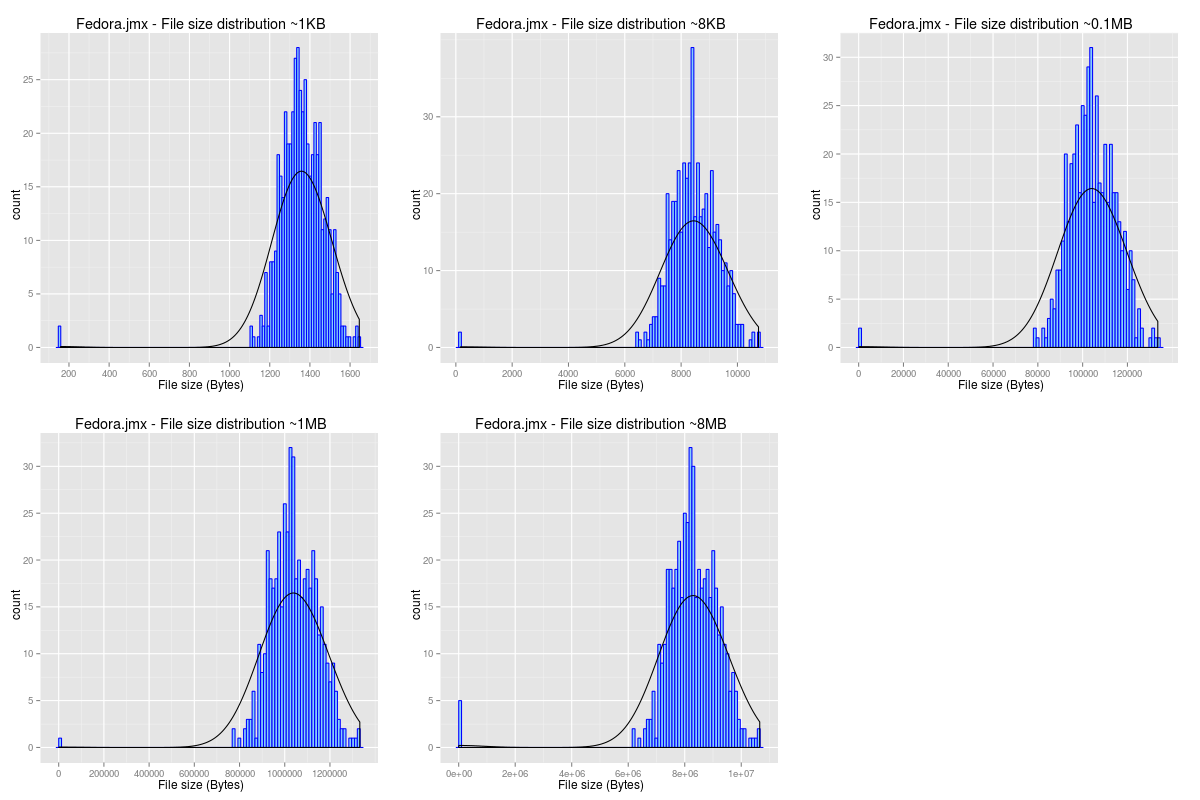 Fedora.jmx - File size distribution ~1KB
count
0
5
10
15
20
25
200 400 600 800 1000 1200 1400 1600
File size (Bytes)
Fedora.jmx - File size distribution ~8KB
count
0
10
20
30
0 2000 4000 6000 8000 10000
File size (Bytes)
Fedora.jmx - File size distribution ~0.1MB
count
0
5
10
15
20
25
30
0 20000 40000 60000 80000 100000 120000
File size (Bytes)
Fedora.jmx - File size distribution ~1MB
count
0
5
10
15
20
25
30
0 200000 400000 600000 800000 1000000 1200000
File size (Bytes)
Fedora.jmx - File size distribution ~8MB
count
0
5
10
15
20
25
30
0e+00 2e+06 4e+06 6e+06 8e+06 1e+07
File size (Bytes)